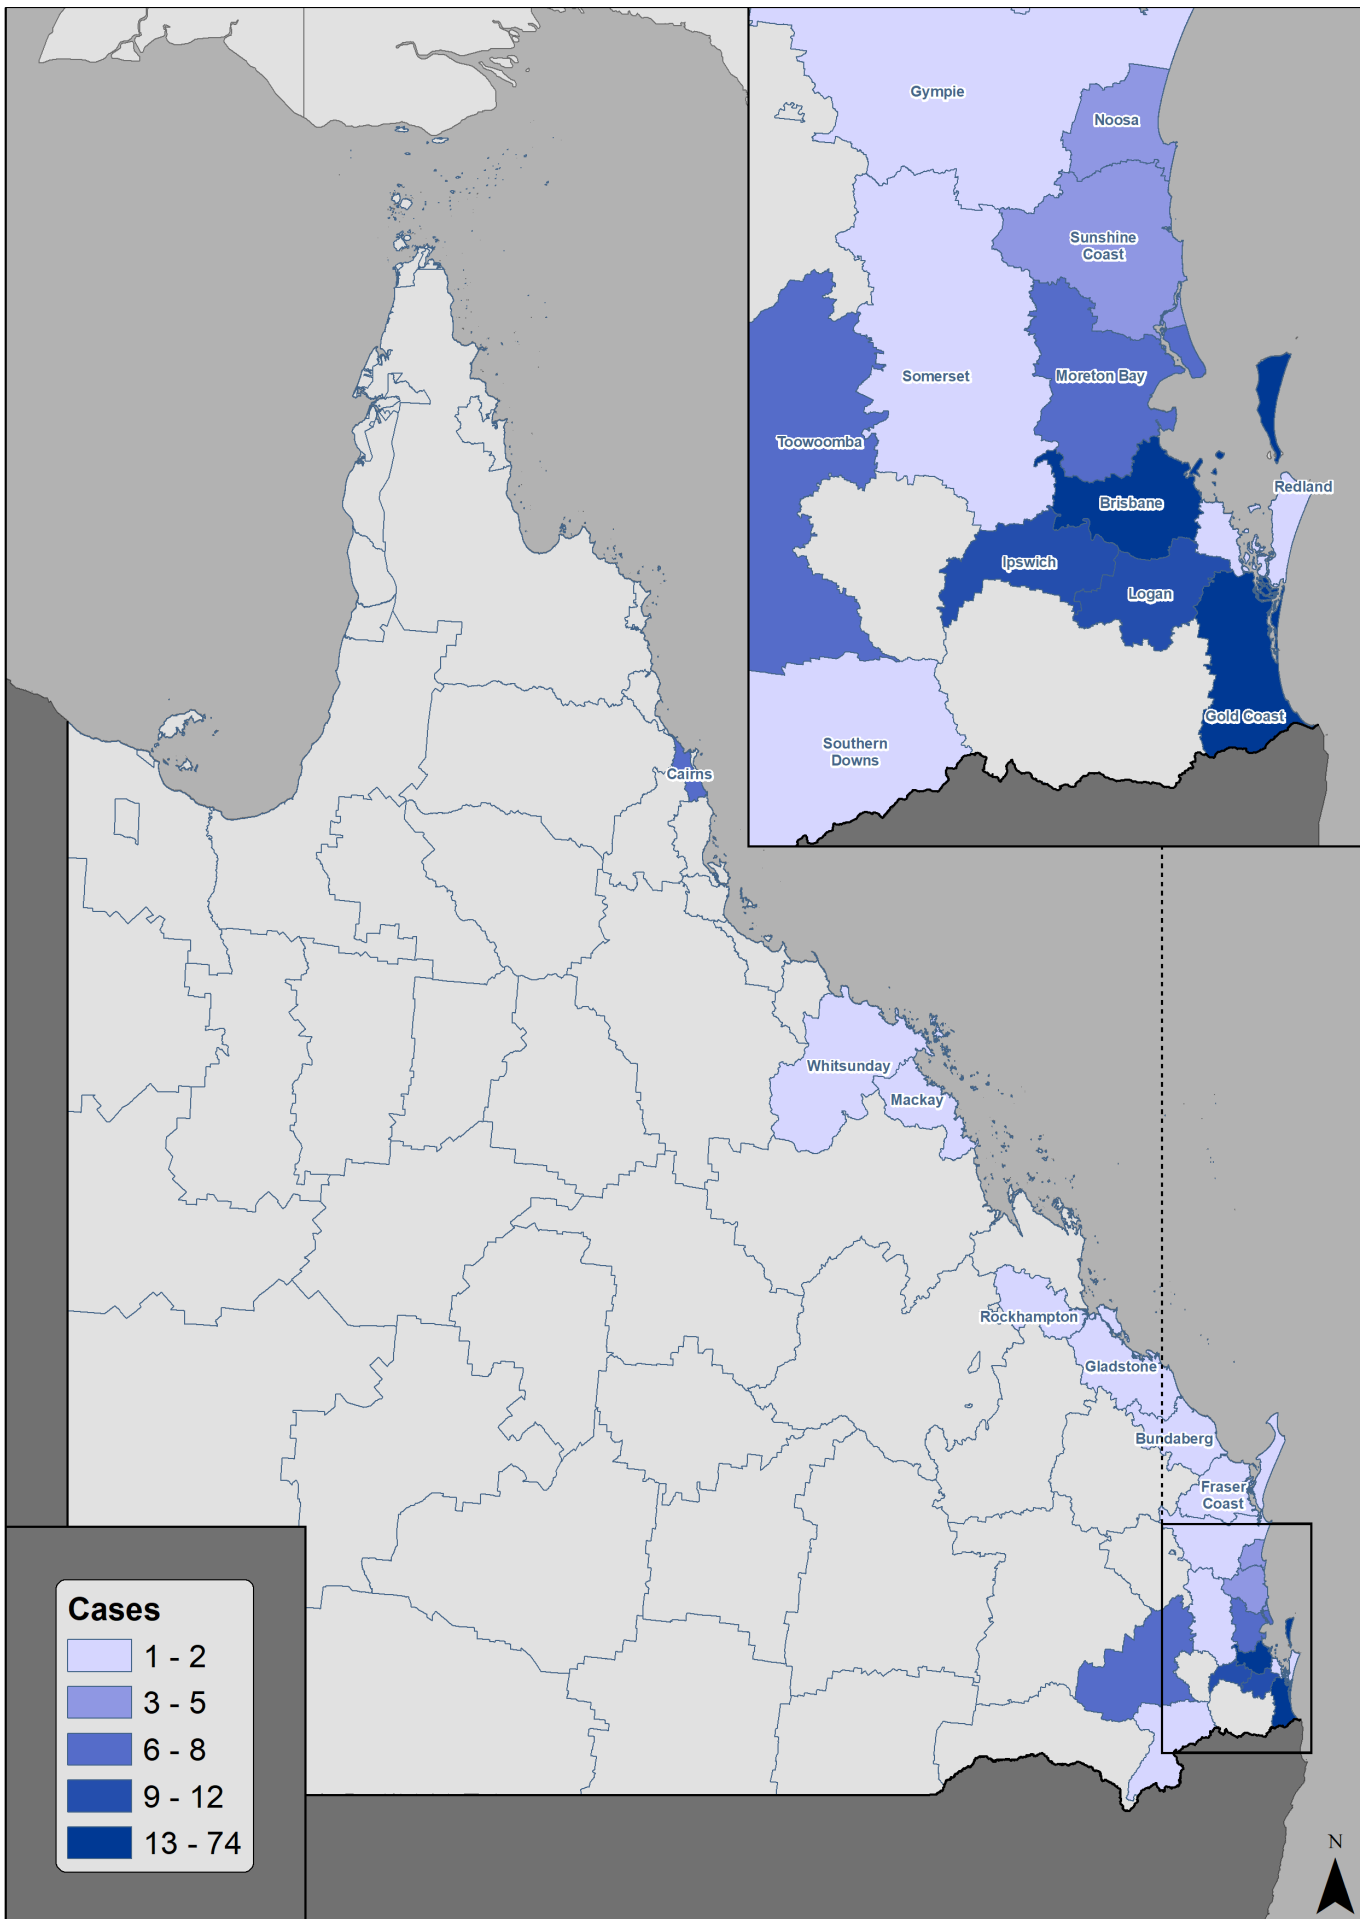 Gympie
Noosa
Sunshine
Coast
Somerset
Moreton Bay
Toowoomba
Redland
Brisbane
Ipswich
Logan
Gold Coast
Southern
Downs
Cairns
Whitsunday
Mackay
Rockhampton
Gladstone
Bundaberg
Fraser
Coast
Cases
1 - 2
3 - 5
6 - 8
9 - 12
13 - 74
N